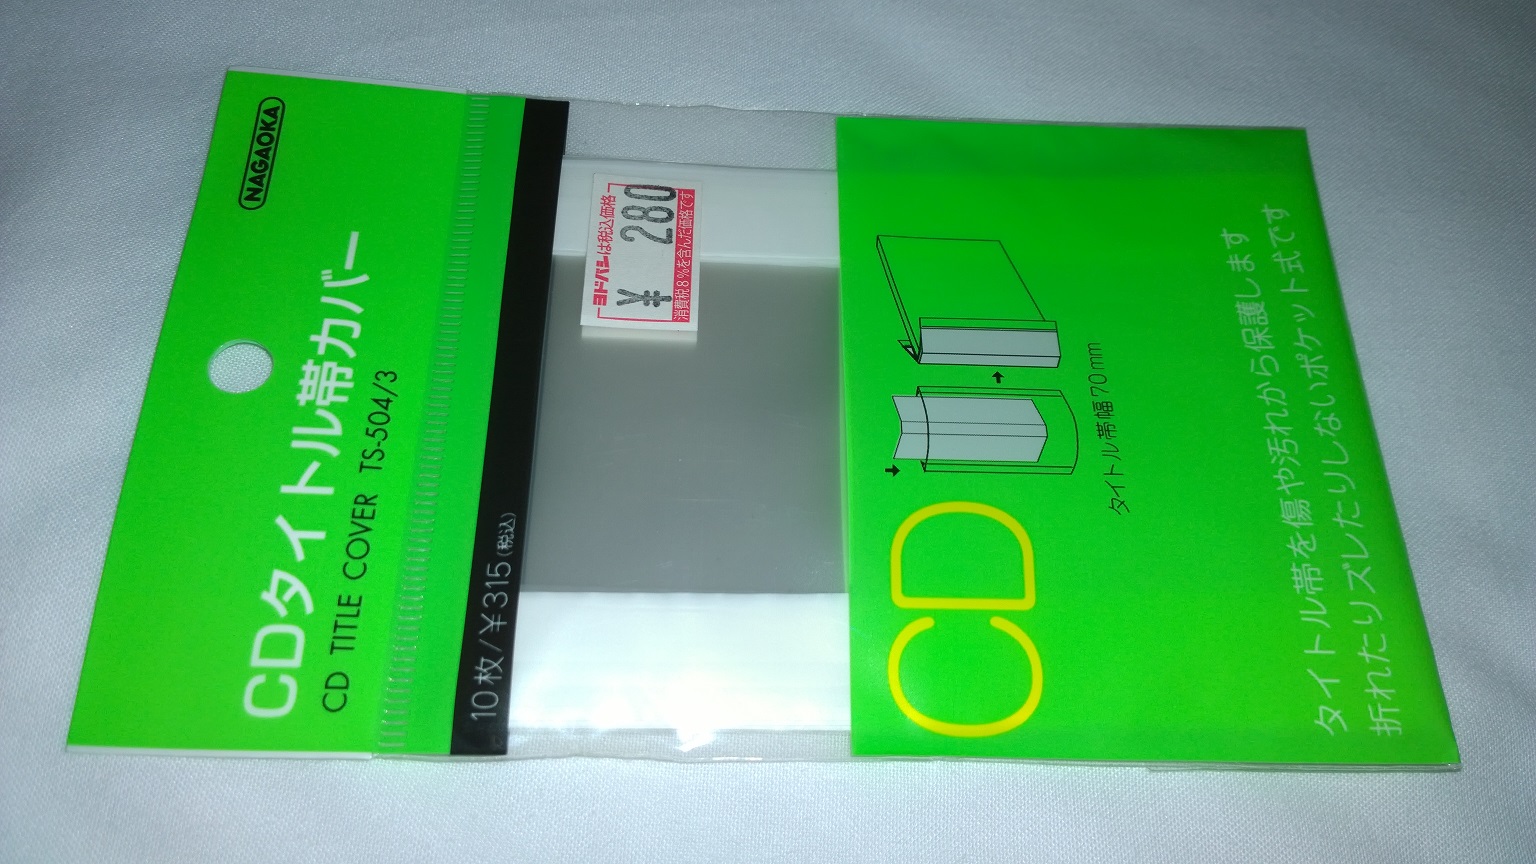 NAGAOKA
CDタイトル帯カバー
CD TITLE COVER TS-504/3
10枚/¥315(税込)
ヨドバシは税込価格
¥ 280
消費税8%を含んだ価格です
CD
タイトル帯幅70mm
タイトル帯を傷や汚れから保護します
折れたりズレたりしないポケット式です